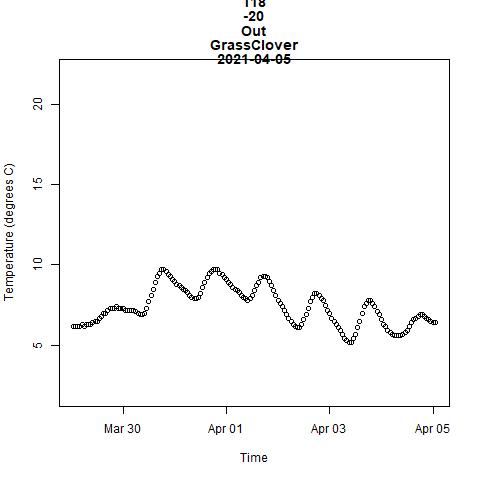 T18
-20
Out
GrassClover
2021-04-05
Temperature (degrees C)
20
15
10
5
Mar 30 Apr 01 Apr 03 Apr 05
Time